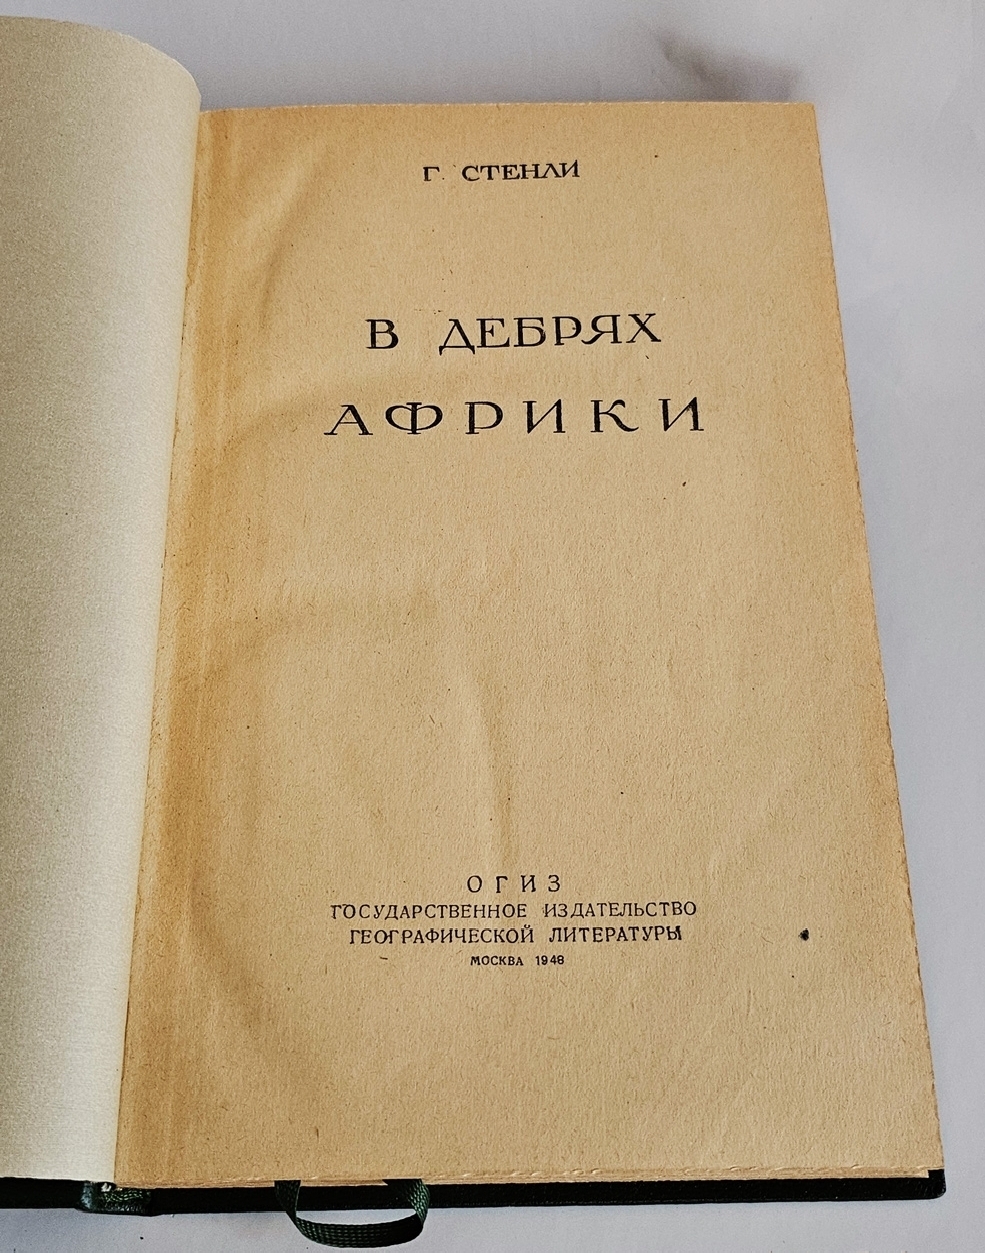 Г. СТЕНЛИ
В ДЕБРЯХ
АФРИКИ
ОГИЗ
ГОСУДАРСТВЕННОЕ ИЗДАТЕЛЬСТВО
ГЕОГРАФИЧЕСКОЙ ЛИТЕРАТУРЫ
МОСКВА 1948